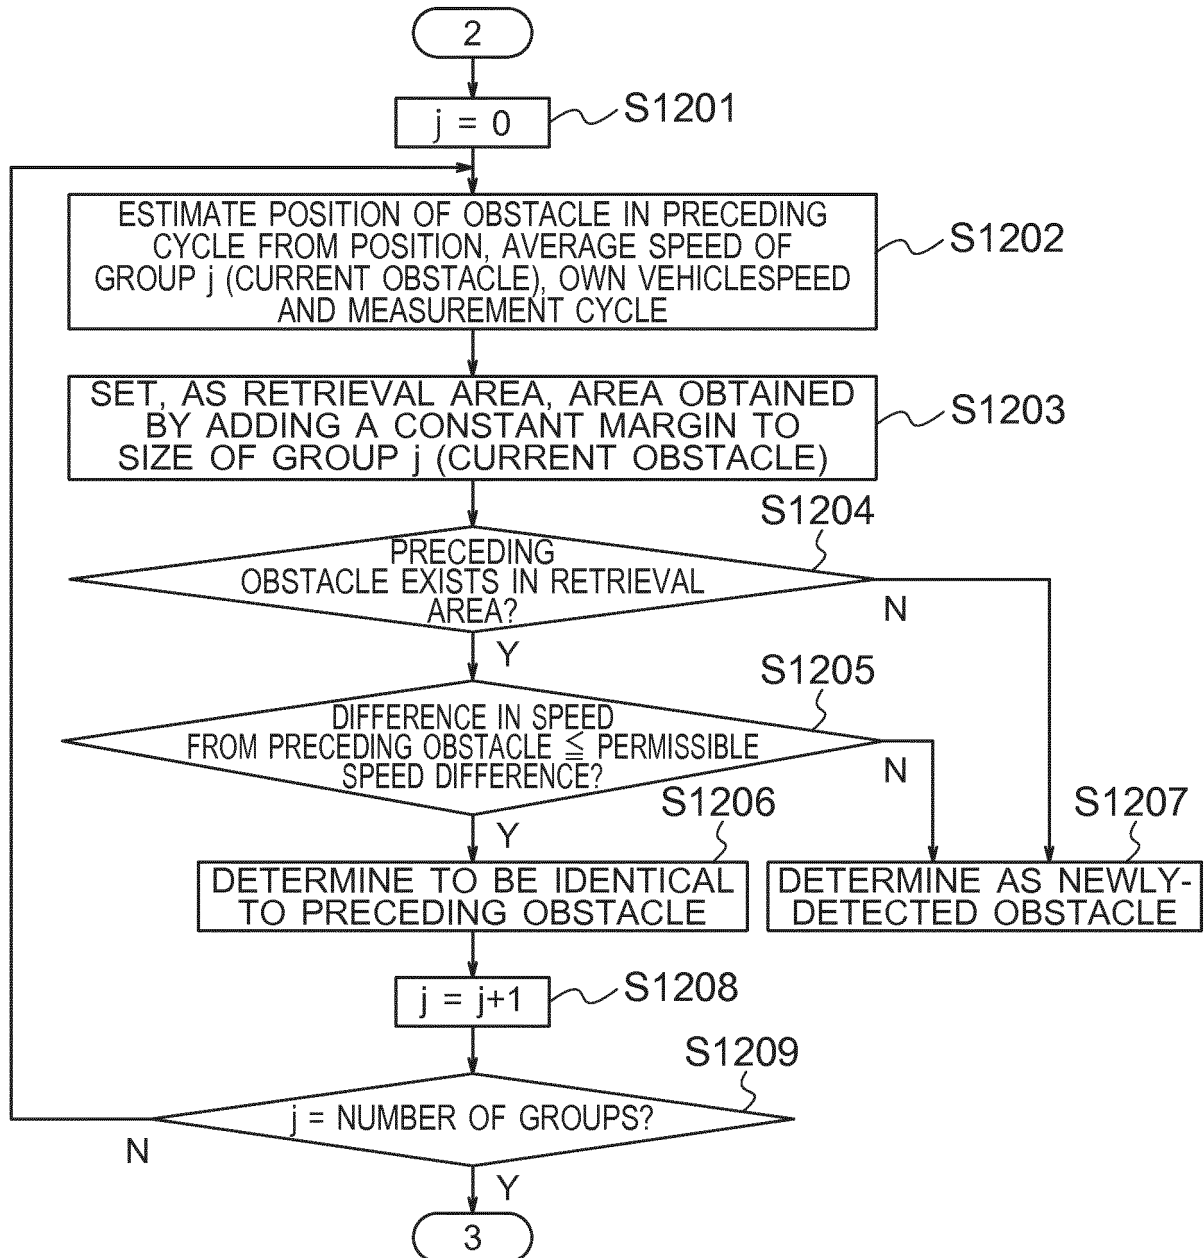 2
j = 0
S1201
ESTIMATE POSITION OF OBSTACLE IN PRECEDING
CYCLE FROM POSITION, AVERAGE SPEED OF
GROUP j (CURRENT OBSTACLE), OWN VEHICLESPEED
AND MEASUREMENT CYCLE
S1202
SET, AS RETRIEVAL AREA, AREA OBTAINED
BY ADDING A CONSTANT MARGIN TO
SIZE OF GROUP j (CURRENT OBSTACLE)
S1203
S1204
PRECEDING
OBSTACLE EXISTS IN RETRIEVAL
AREA?
N
Y
S1205
DIFFERENCE IN SPEED
FROM PRECEDING OBSTACLE ≦ PERMISSIBLE
SPEED DIFFERENCE?
N
Y
S1206
S1207
DETERMINE TO BE IDENTICAL
TO PRECEDING OBSTACLE
DETERMINE AS NEWLY-
DETECTED OBSTACLE
j = j+1
S1208
S1209
j = NUMBER OF GROUPS?
N
Y
3